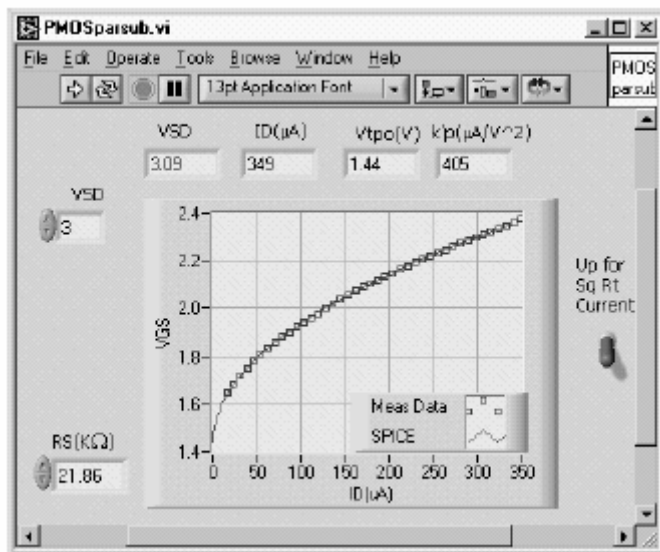 PMOSparsub.vi
File Edit Operate Tools Browse Window Help
PMOS
parsub
13pt Application Font
VSD ID(μA) Vtpo(V) k'p(μA/V^2)
3.09 349 1.44 405
VSD
3
2.4
2.2
2.0
1.8
1.6
1.4
VGS
Meas Data
SPICE
0 50 100 150 200 250 300 350
ID(uA)
Up for
Sq Rt
Current
RS(KΩ)
21.86